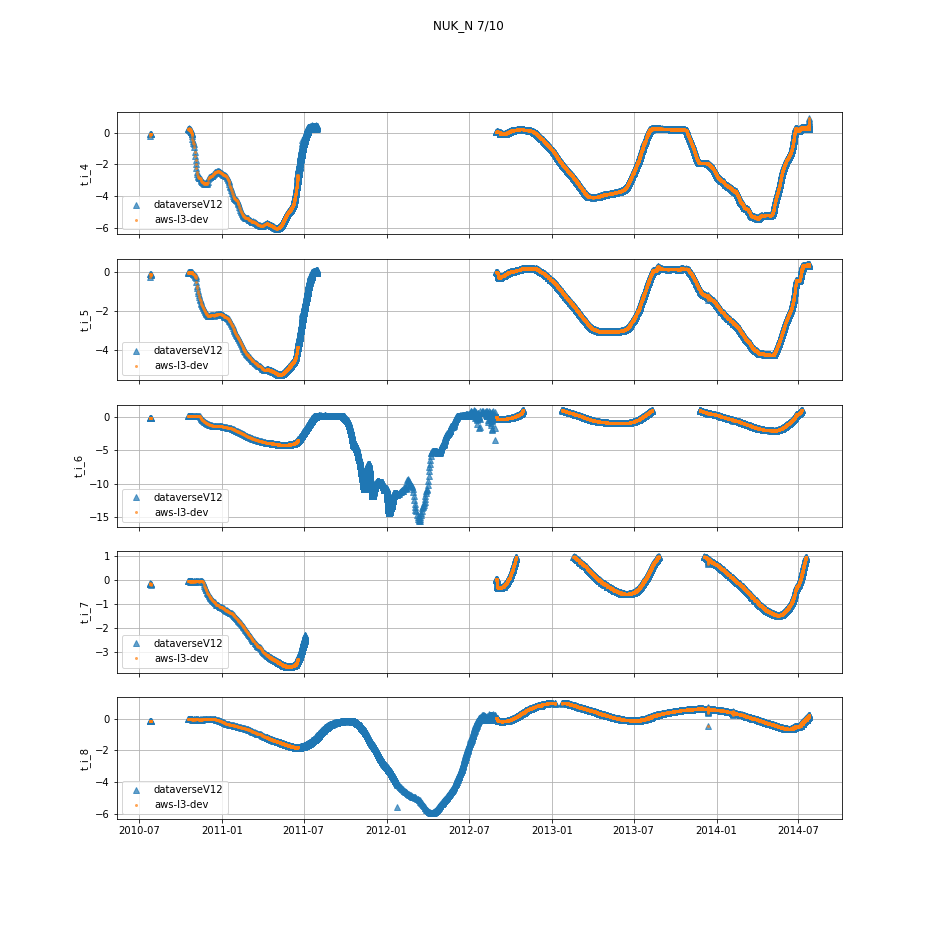 NUK_N 7/10
0
−2
−4
−6
t_i_4
dataverseV12
aws-l3-dev
0
−2
−4
t_i_5
dataverseV12
aws-l3-dev
0
−5
−10
−15
t_i_6
dataverseV12
aws-l3-dev
1
0
−1
−2
−3
t_i_7
dataverseV12
aws-l3-dev
0
−2
−4
−6
t_i_8
dataverseV12
aws-l3-dev
2010-07 2011-01 2011-07 2012-01 2012-07 2013-01 2013-07 2014-01 2014-07